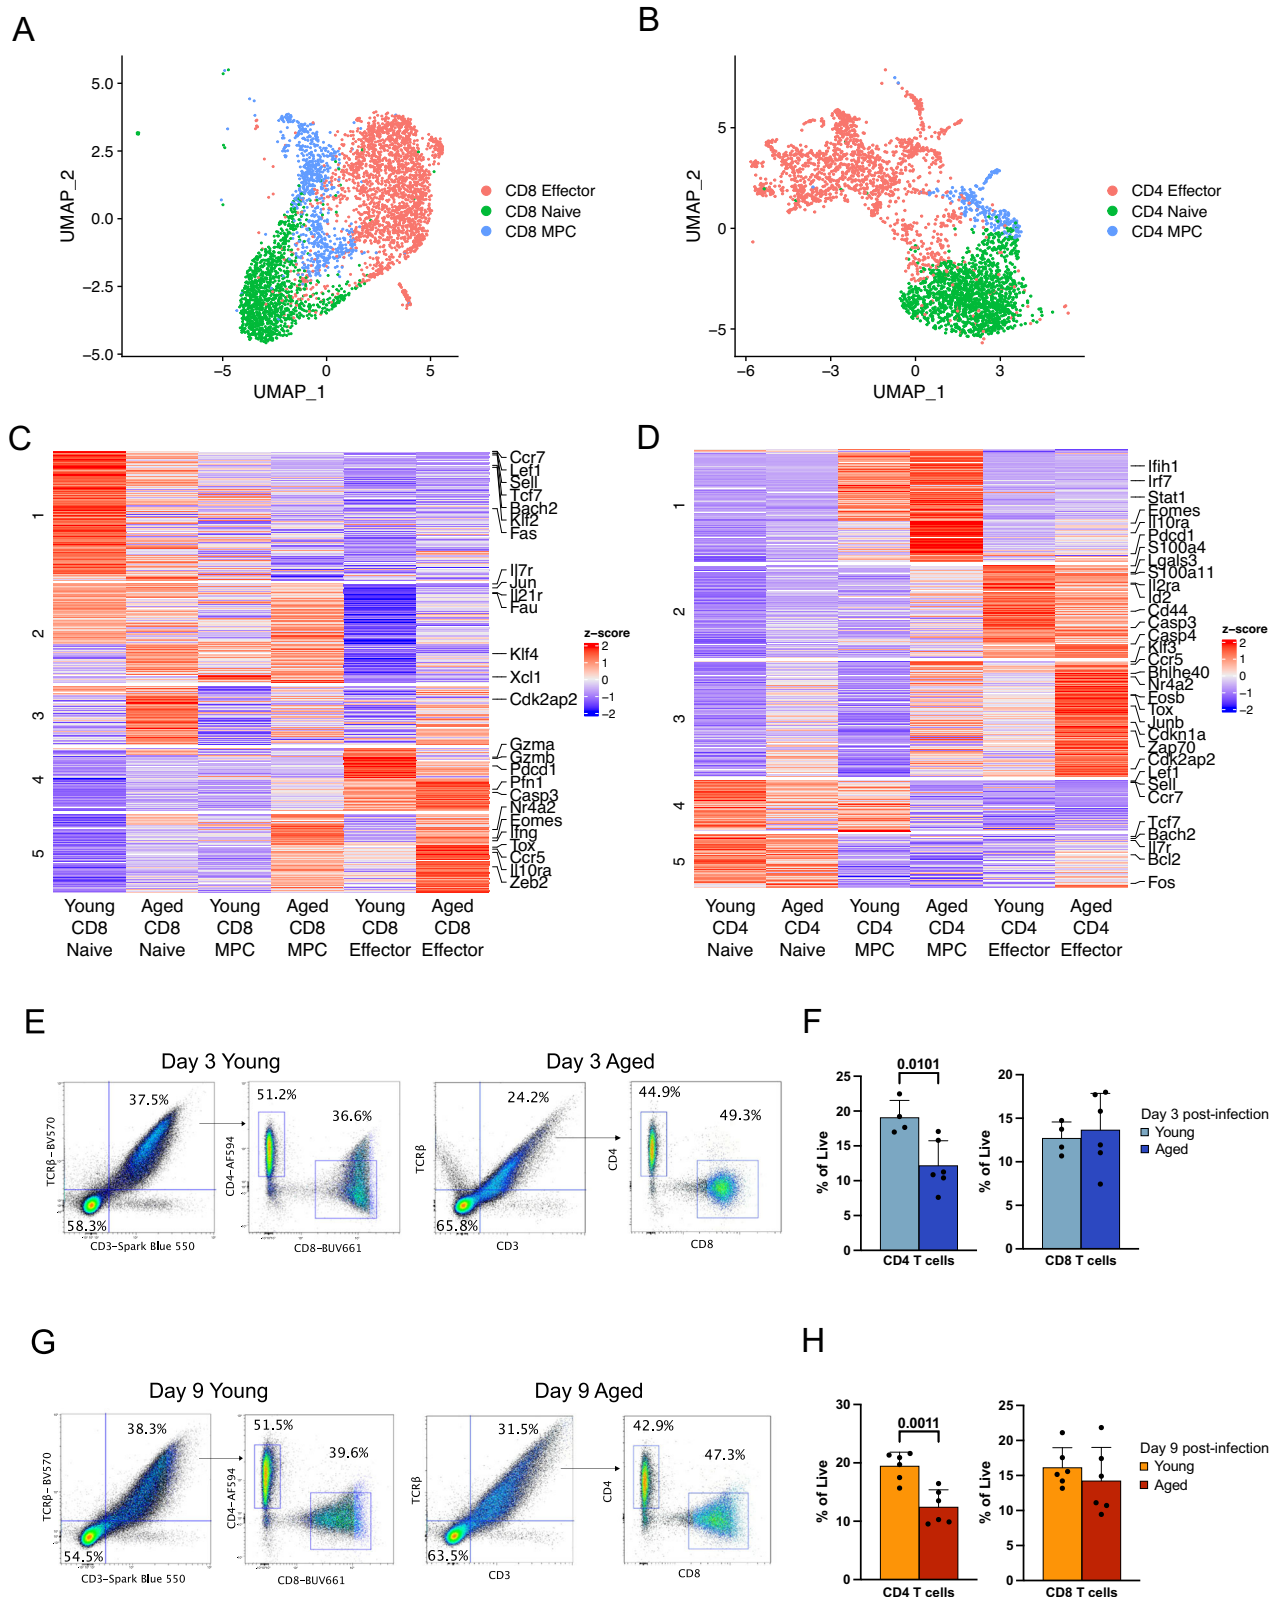 A
B
UMAP_2
5.0
2.5
0.0
−2.5
−5.0
−5
0
5
UMAP_1
CD8 Effector
CD8 Naive
CD8 MPC
UMAP_2
5
0
−5
−6
−3
0
3
UMAP_1
CD4 Effector
CD4 Naive
CD4 MPC
C
1
2
3
4
5
Ccr7
Lef1
Sell
Tcf7
Bach2
Klf2
Fas
Il7r
Jun
Il21r
Fau
Klf4
Xcl1
Cdk2ap2
Gzma
Gzmb
Pdcd1
Pfn1
Casp3
Nr4a2
Eomes
Ifng
Tox
Ccr5
Il10ra
Zeb2
z−score
2
1
0
−1
−2
Young CD8 Naive
Aged CD8 Naive
Young CD8 MPC
Aged CD8 MPC
Young CD8 Effector
Aged CD8 Effector
D
1
2
3
4
5
Ifih1
Irf7
Stat1
Eomes
Il10ra
Pdcd1
S100a4
Lgals3
S100a11
Il2ra
Id2
Cd44
Casp3
Casp4
Klf3
Ccr5
Bhlhe40
Nr4a2
Fosb
Tox
Junb
Cdkn1a
Zap70
Cdk2ap2
Lef1
Sell
Ccr7
Tcf7
Bach2
Il7r
Bcl2
Fos
z−score
2
1
0
−1
−2
Young CD4 Naive
Aged CD4 Naive
Young CD4 MPC
Aged CD4 MPC
Young CD4 Effector
Aged CD4 Effector
E
Day 3 Young
Day 3 Aged
37.5%
58.3%
TCRβ−BV570
CD3−Spark Blue 550
51.2%
36.6%
CD4−AF594
CD8−BUV661
24.2%
65.8%
TCRβ
CD3
44.9%
49.3%
CD4
CD8
F
% of Live
25
20
15
10
5
0
0.0101
CD4 T cells
% of Live
20
15
10
5
0
CD8 T cells
Day 3 post-infection
Young
Aged
G
Day 9 Young
Day 9 Aged
38.3%
54.5%
TCRβ−BV570
CD3−Spark Blue 550
51.5%
39.6%
CD4−AF594
CD8−BUV661
31.5%
63.5%
TCRβ
CD3
42.9%
47.3%
CD4
CD8
H
% of Live
30
20
10
0
0.0011
CD4 T cells
% of Live
25
20
15
10
5
0
CD8 T cells
Day 9 post-infection
Young
Aged